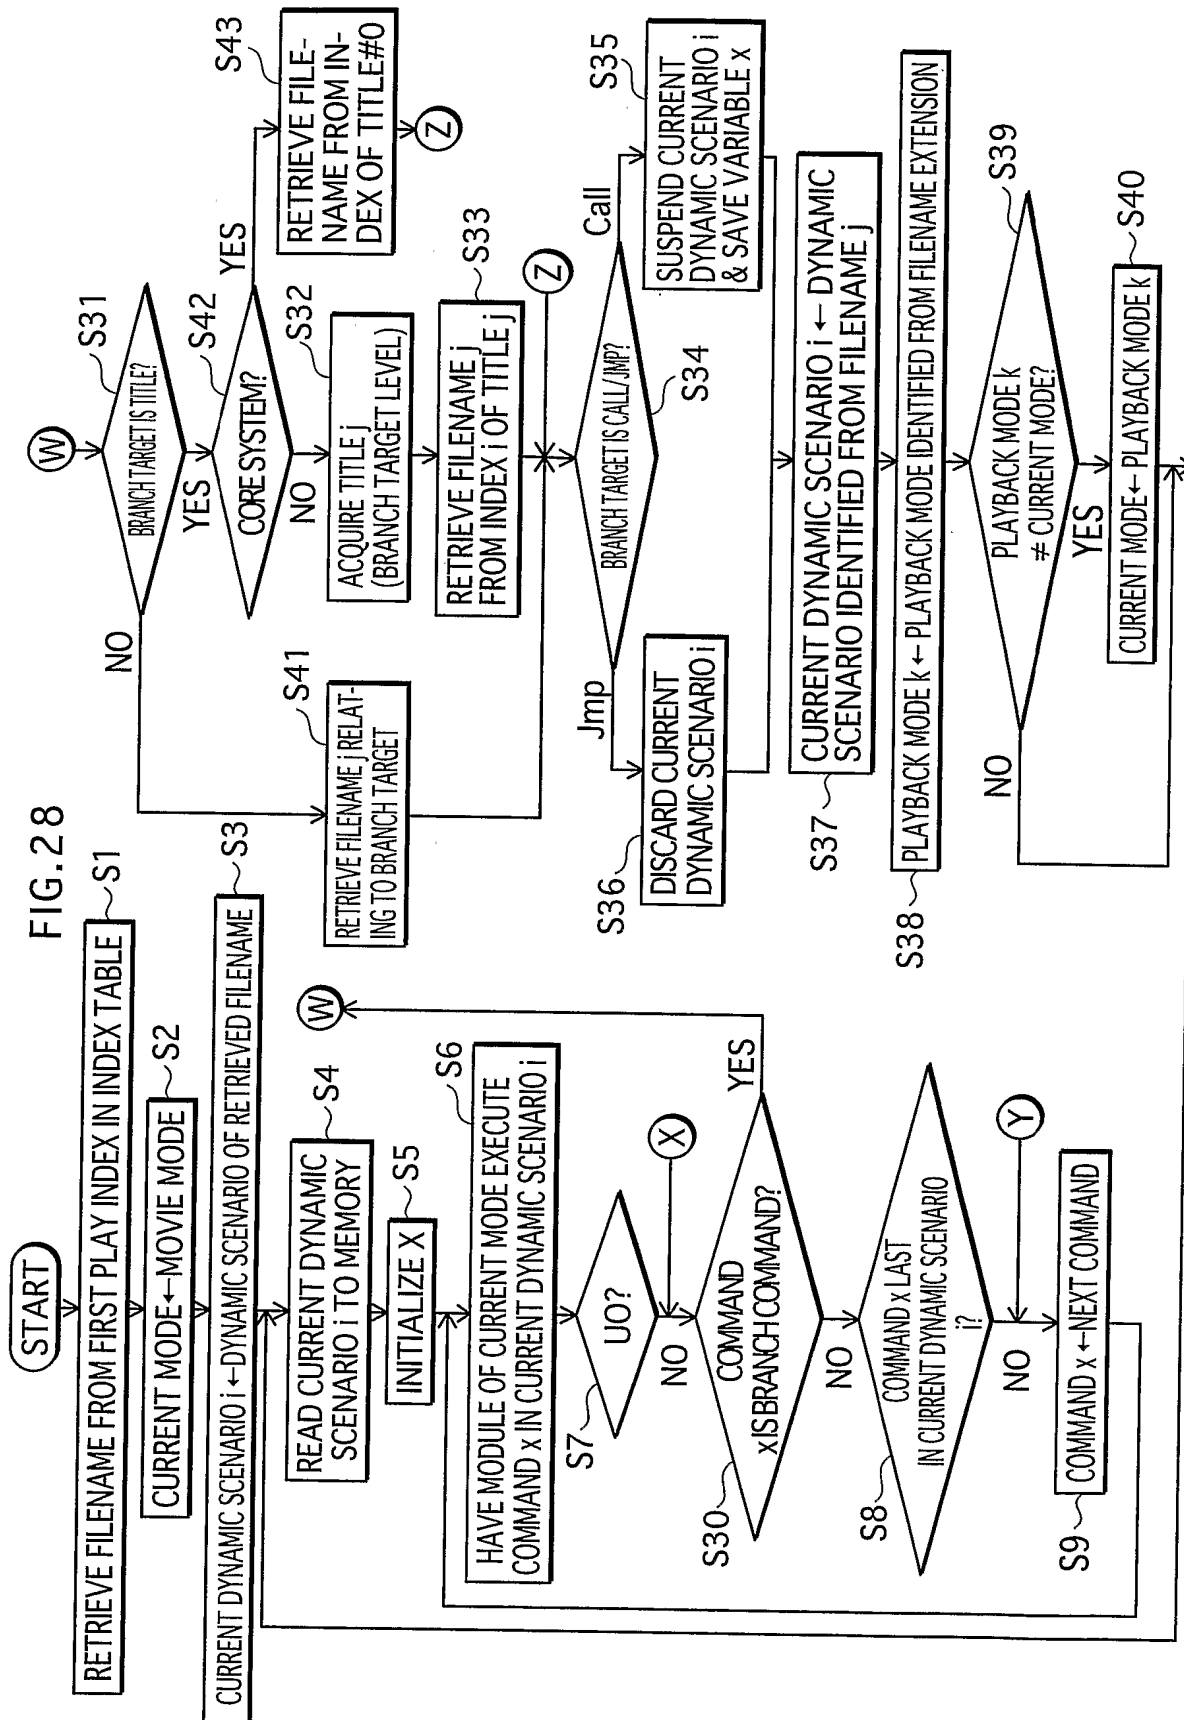 FIG.28
START
RETRIEVE FILENAME FROM FIRST PLAY INDEX IN INDEX TABLE
S1
CURRENT MODE←MOVIE MODE
S2
CURRENT DYNAMIC SCENARIO i ←DYNAMIC SCENARIO OF RETRIEVED FILENAME
S3
READ CURRENT DYNAMIC
SCENARIO i TO MEMORY
S4
INITIALIZE X
S5
HAVE MODULE OF CURRENT MODE EXECUTE
COMMAND x IN CURRENT DYNAMIC SCENARIO i
S6
UO?
S7
NO
X
COMMAND
x IS BRANCH COMMAND?
S30
YES
W
NO
COMMAND x LAST
IN CURRENT DYNAMIC SCENARIO
i?
S8
NO
Y
COMMAND x ←NEXT COMMAND
S9
W
BRANCH TARGET IS TITLE?
S31
NO
YES
CORE SYSTEM?
S42
YES
RETRIEVE FILE-
NAME FROM IN-
DEX OF TITLE#0
S43
Z
NO
ACQUIRE TITLE j
(BRANCH TARGET LEVEL)
S32
RETRIEVE FILENAME j
FROM INDEX i OF TITLE j
S33
RETRIEVE FILENAME j RELAT-
ING TO BRANCH TARGET
S41
Z
BRANCH TARGET IS CALL/JMP?
S34
Jmp
Call
SUSPEND CURRENT
DYNAMIC SCENARIO i
& SAVE VARIABLE x
S35
DISCARD CURRENT
DYNAMIC SCENARIO i
S36
CURRENT DYNAMIC SCENARIO i ← DYNAMIC
SCENARIO IDENTIFIED FROM FILENAME j
S37
PLAYBACK MODE k ← PLAYBACK MODE IDENTIFIED FROM FILENAME EXTENSION
S38
PLAYBACK MODE k
≠ CURRENT MODE?
S39
NO
YES
CURRENT MODE← PLAYBACK MODE k
S40